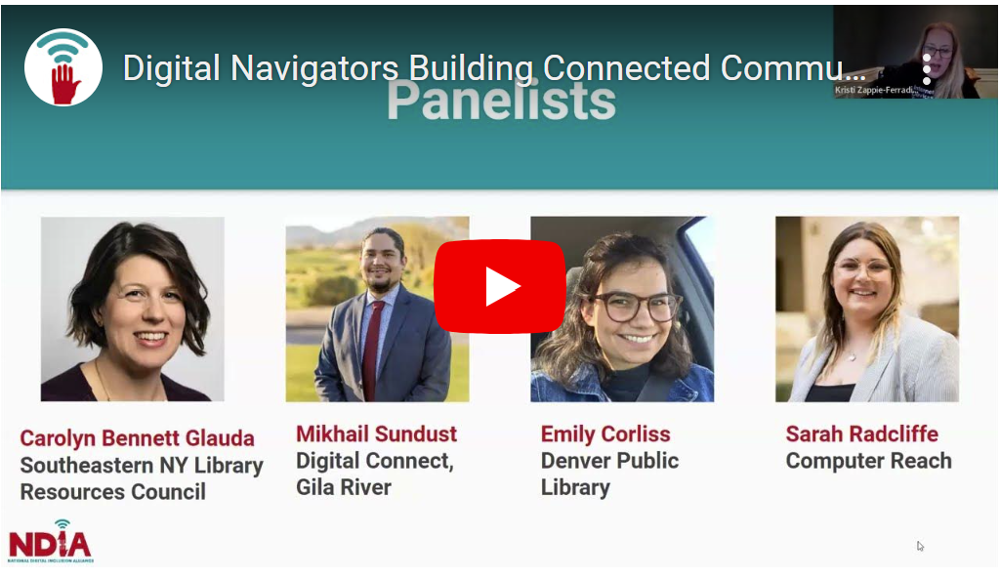 Digital Navigators Building Connected Commu...
Kristi Zappie-Ferradi...
Panelists
Carolyn Bennett Glauda
Southeastern NY Library
Resources Council
Mikhail Sundust
Digital Connect,
Gila River
Emily Corliss
Denver Public
Library
Sarah Radcliffe
Computer Reach
NDIA
NATIONAL DIGITAL INCLUSION ALLIANCE